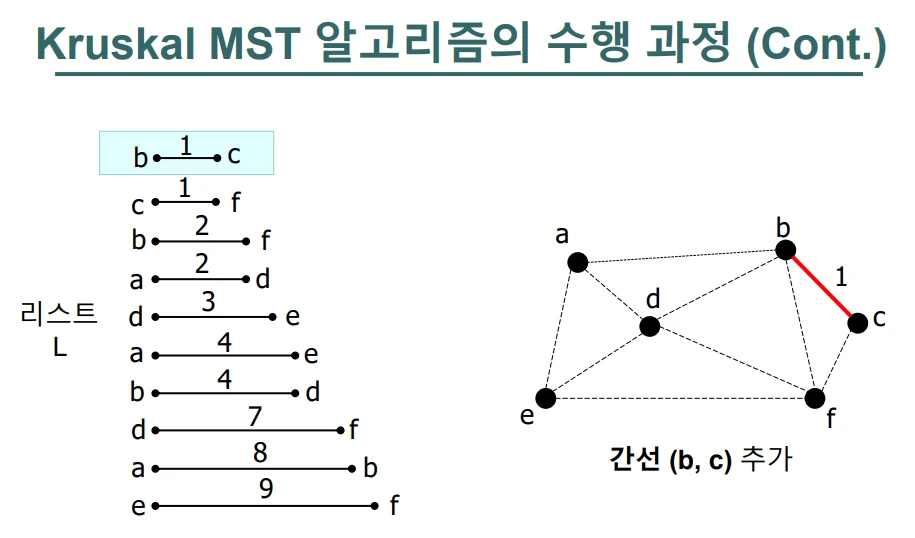 Kruskal MST 알고리즘의 수행 과정 (Cont.)
리스트
L
b 1 c
c 1 f
b 2 f
a 2 d
d 3 e
a 4 e
b 4 d
d 7 f
a 8 b
e 9 f
a
b
1
d
c
e
f
간선 (b, c) 추가